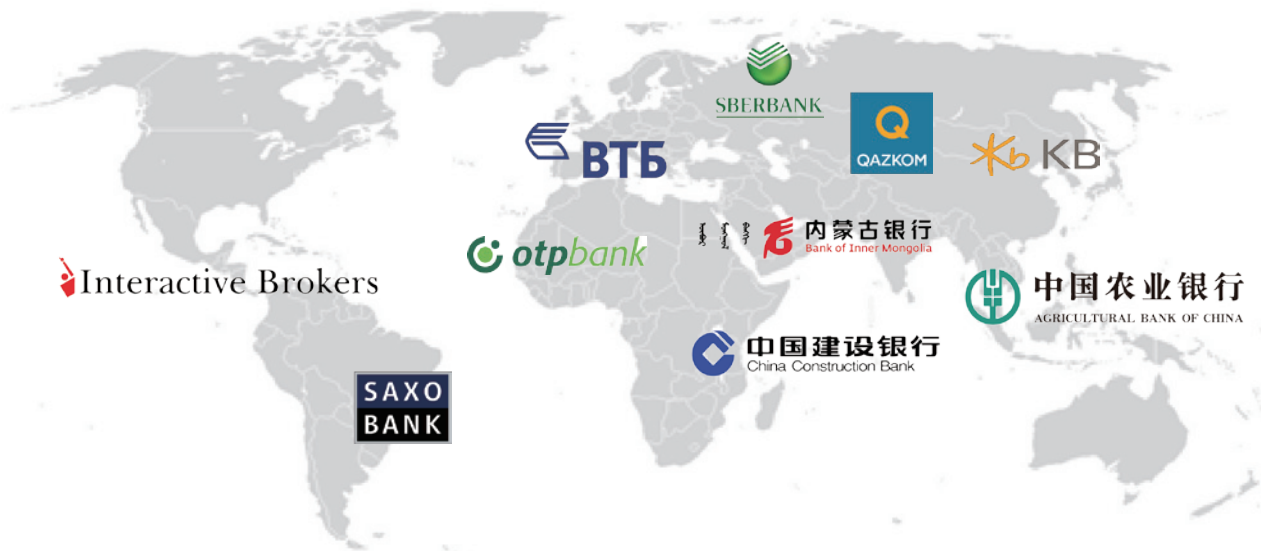 SBERBANK
Q
QAZKOM
ВТБ
Kb KB
otpbank
内蒙古银行
Bank of Inner Mongolia
Interactive Brokers
中国农业银行
AGRICULTURAL BANK OF CHINA
中国建设银行
China Construction Bank
SAXO
BANK